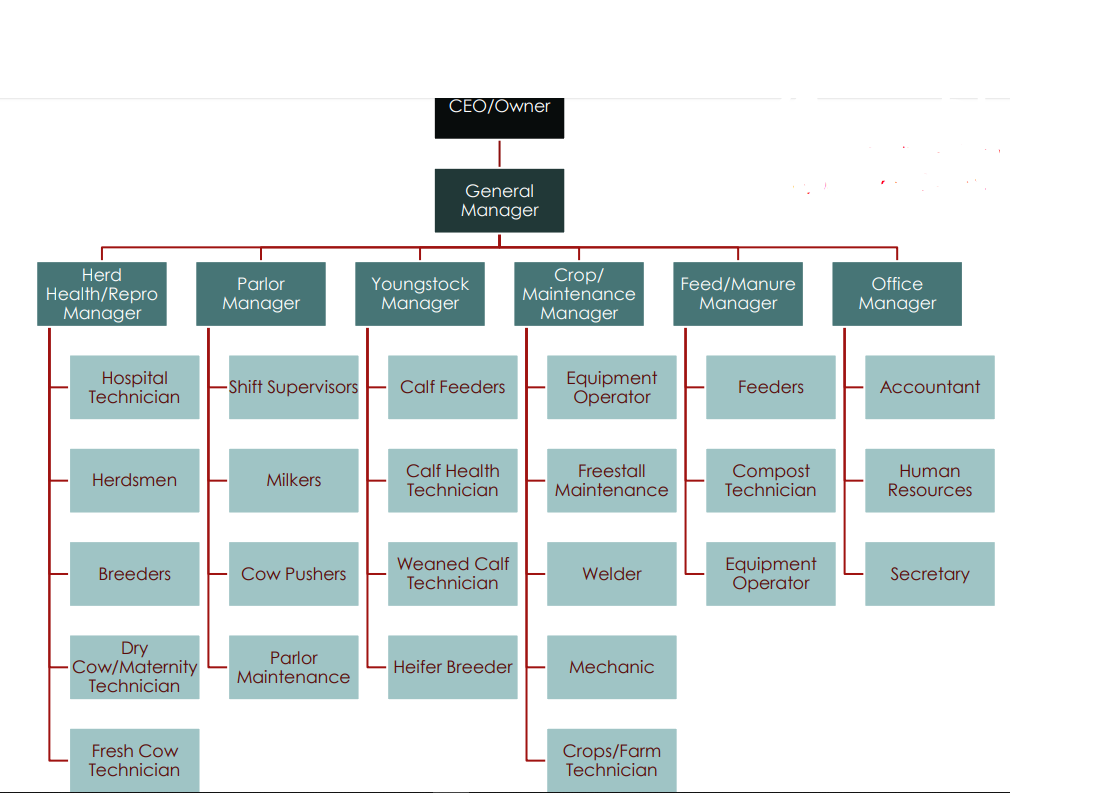 CEO/Owner
General
Manager
Herd
Health/Repro
Manager
Parlor
Manager
Youngstock
Manager
Crop/
Maintenance
Manager
Feed/Manure
Manager
Office
Manager
Hospital
Technician
Shift Supervisors
Calf Feeders
Equipment
Operator
Feeders
Accountant
Herdsmen
Milkers
Calf Health
Technician
Freestall
Maintenance
Compost
Technician
Human
Resources
Breeders
Cow Pushers
Weaned Calf
Technician
Welder
Equipment
Operator
Secretary
Dry
Cow/Maternity
Technician
Parlor
Maintenance
Heifer Breeder
Mechanic
Fresh Cow
Technician
Crops/Farm
Technician